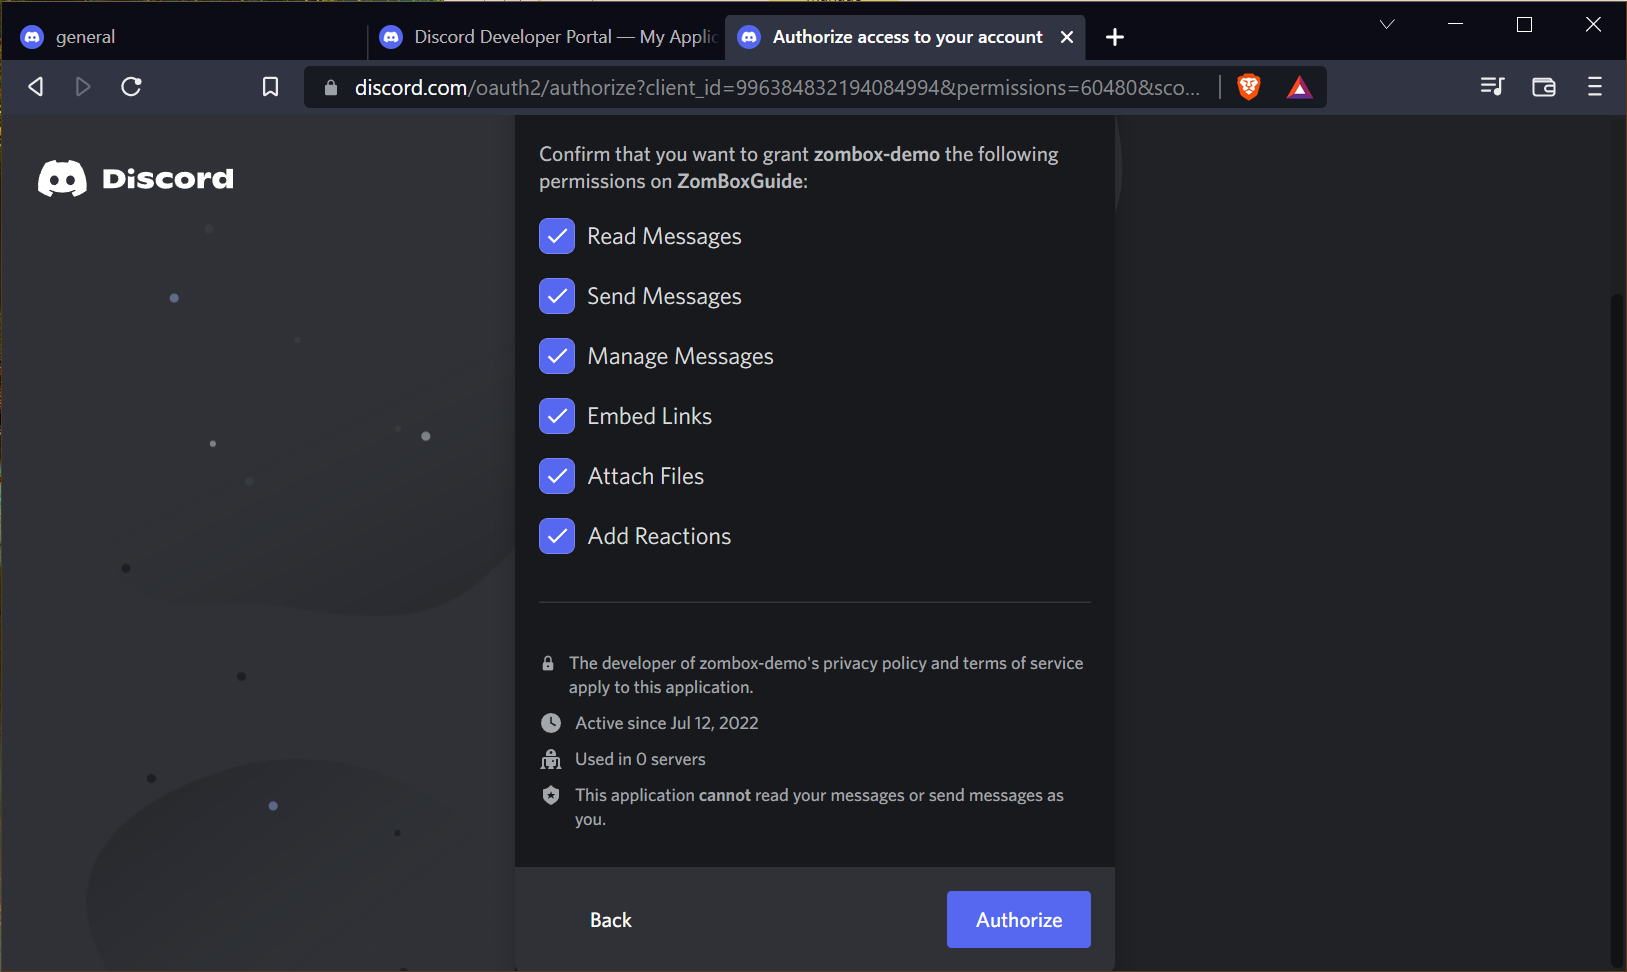 general
Discord Developer Portal — My Applic
Authorize access to your account
discord.com/oauth2/authorize?client_id=996384832194084994&permissions=60480&sco...
Discord
Confirm that you want to grant zombox-demo the following
permissions on ZomBoxGuide:
Read Messages
Send Messages
Manage Messages
Embed Links
Attach Files
Add Reactions
The developer of zombox-demo's privacy policy and terms of service
apply to this application.
Active since Jul 12, 2022
Used in 0 servers
This application cannot read your messages or send messages as
you.
Back
Authorize